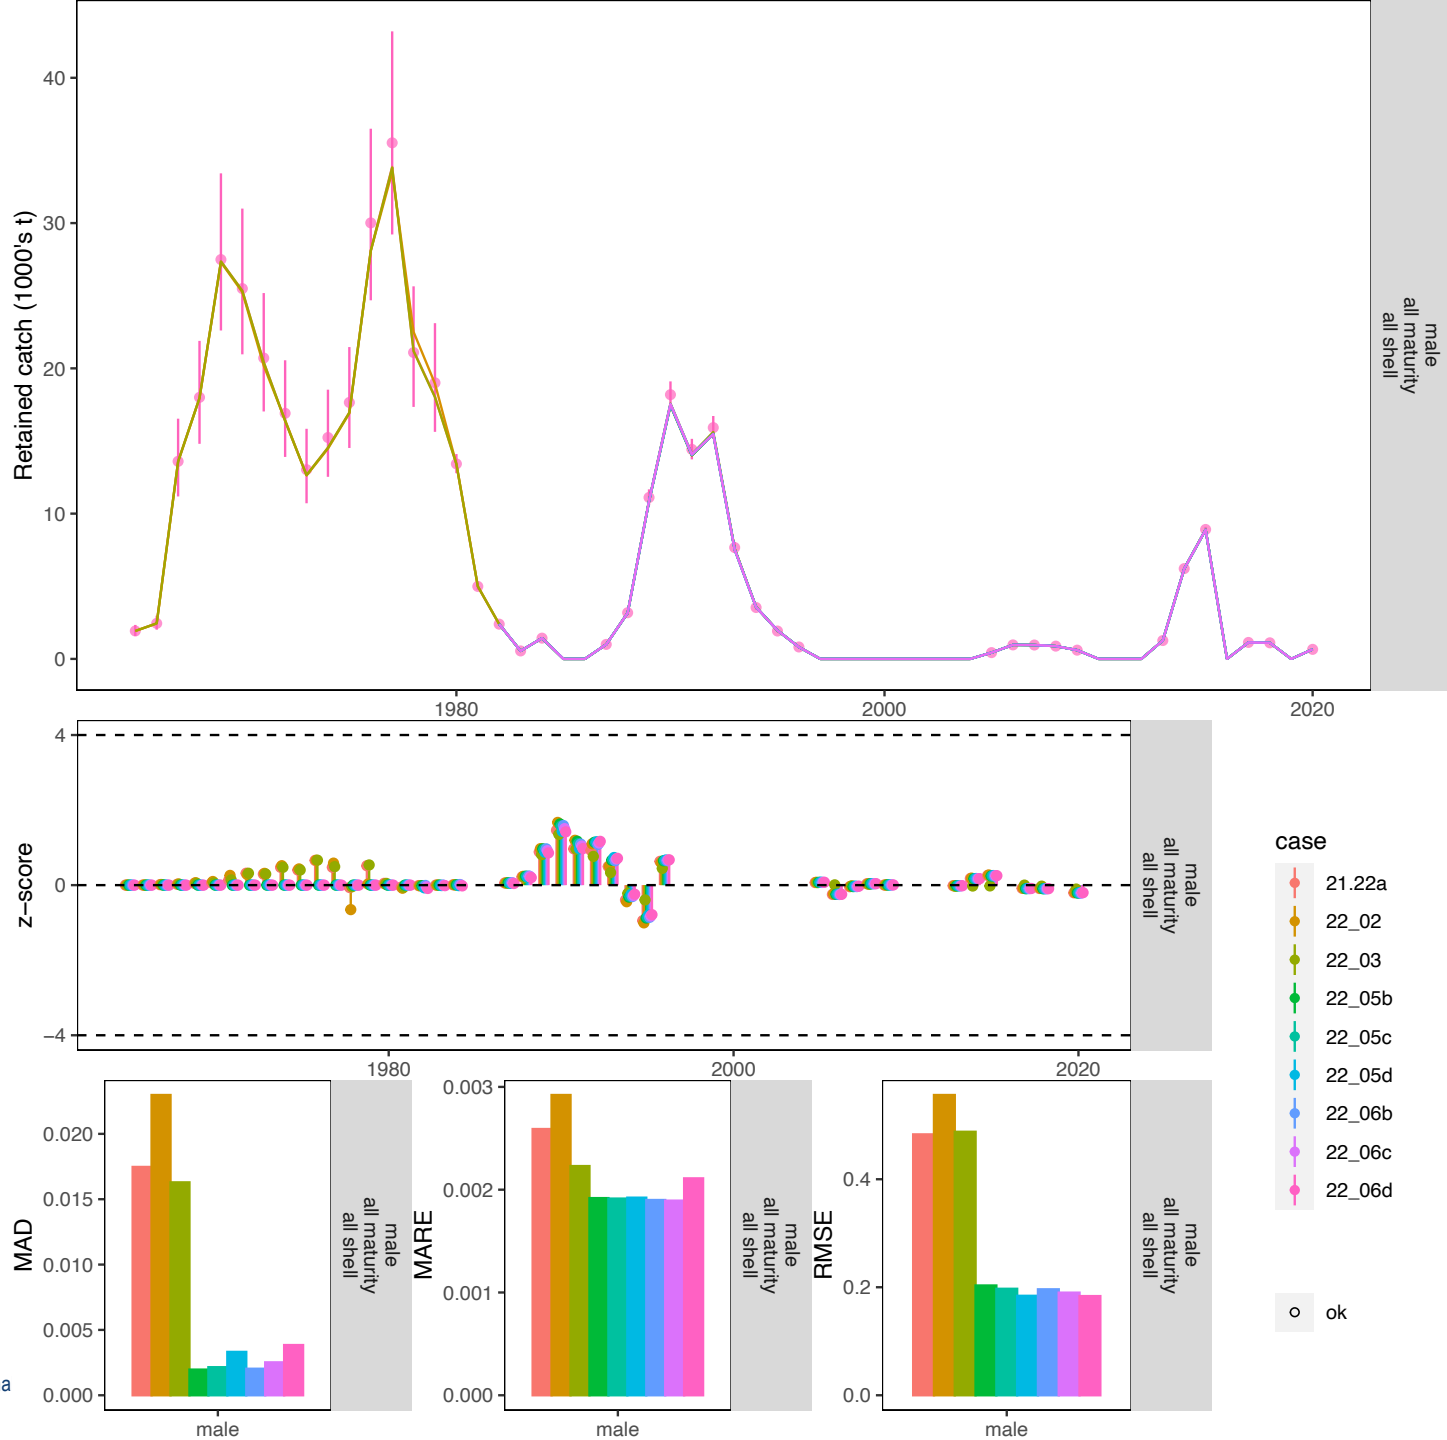 40
30
20
10
0
Retained catch (1000's t)
male
all maturity
all shell
1980
2000
2020
4
0
−4
z−score
male
all maturity
all shell
1980
2000
2020
case
21.22a
22_02
22_03
22_05b
22_05c
22_05d
22_06b
22_06c
22_06d
ok
0.020
0.015
0.010
0.005
0.000
MAD
male
all maturity
all shell
male
0.003
0.002
0.001
0.000
MARE
male
all maturity
all shell
male
0.4
0.2
0.0
RMSE
male
all maturity
all shell
male